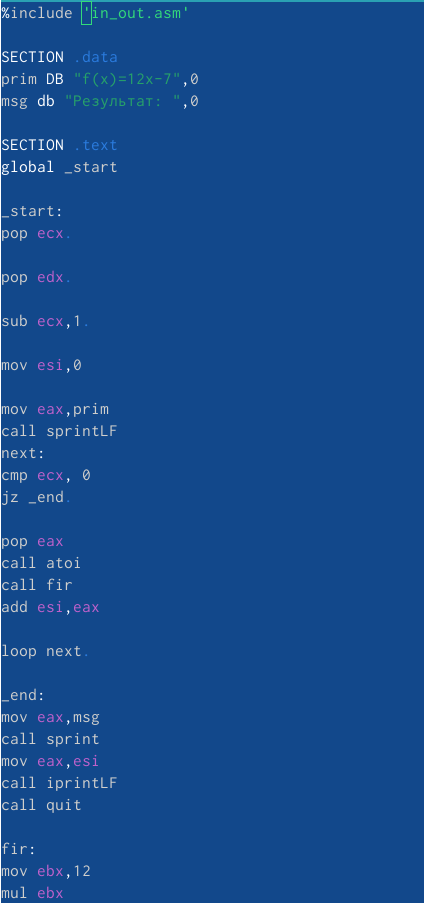 %include 'in_out.asm'
SECTION .data
prim DB "f(x)=12x-7",0
msg db "Результат: ",0
SECTION .text
global _start
_start:
pop ecx.
pop edx.
sub ecx,1.
mov esi,0
mov eax,prim
call sprintLF
next:
cmp ecx, 0
jz _end.
pop eax
call atoi
call fir
add esi,eax
loop next.
_end:
mov eax,msg
call sprint
mov eax,esi
call iprintLF
call quit
fir:
mov ebx,12
mul ebx